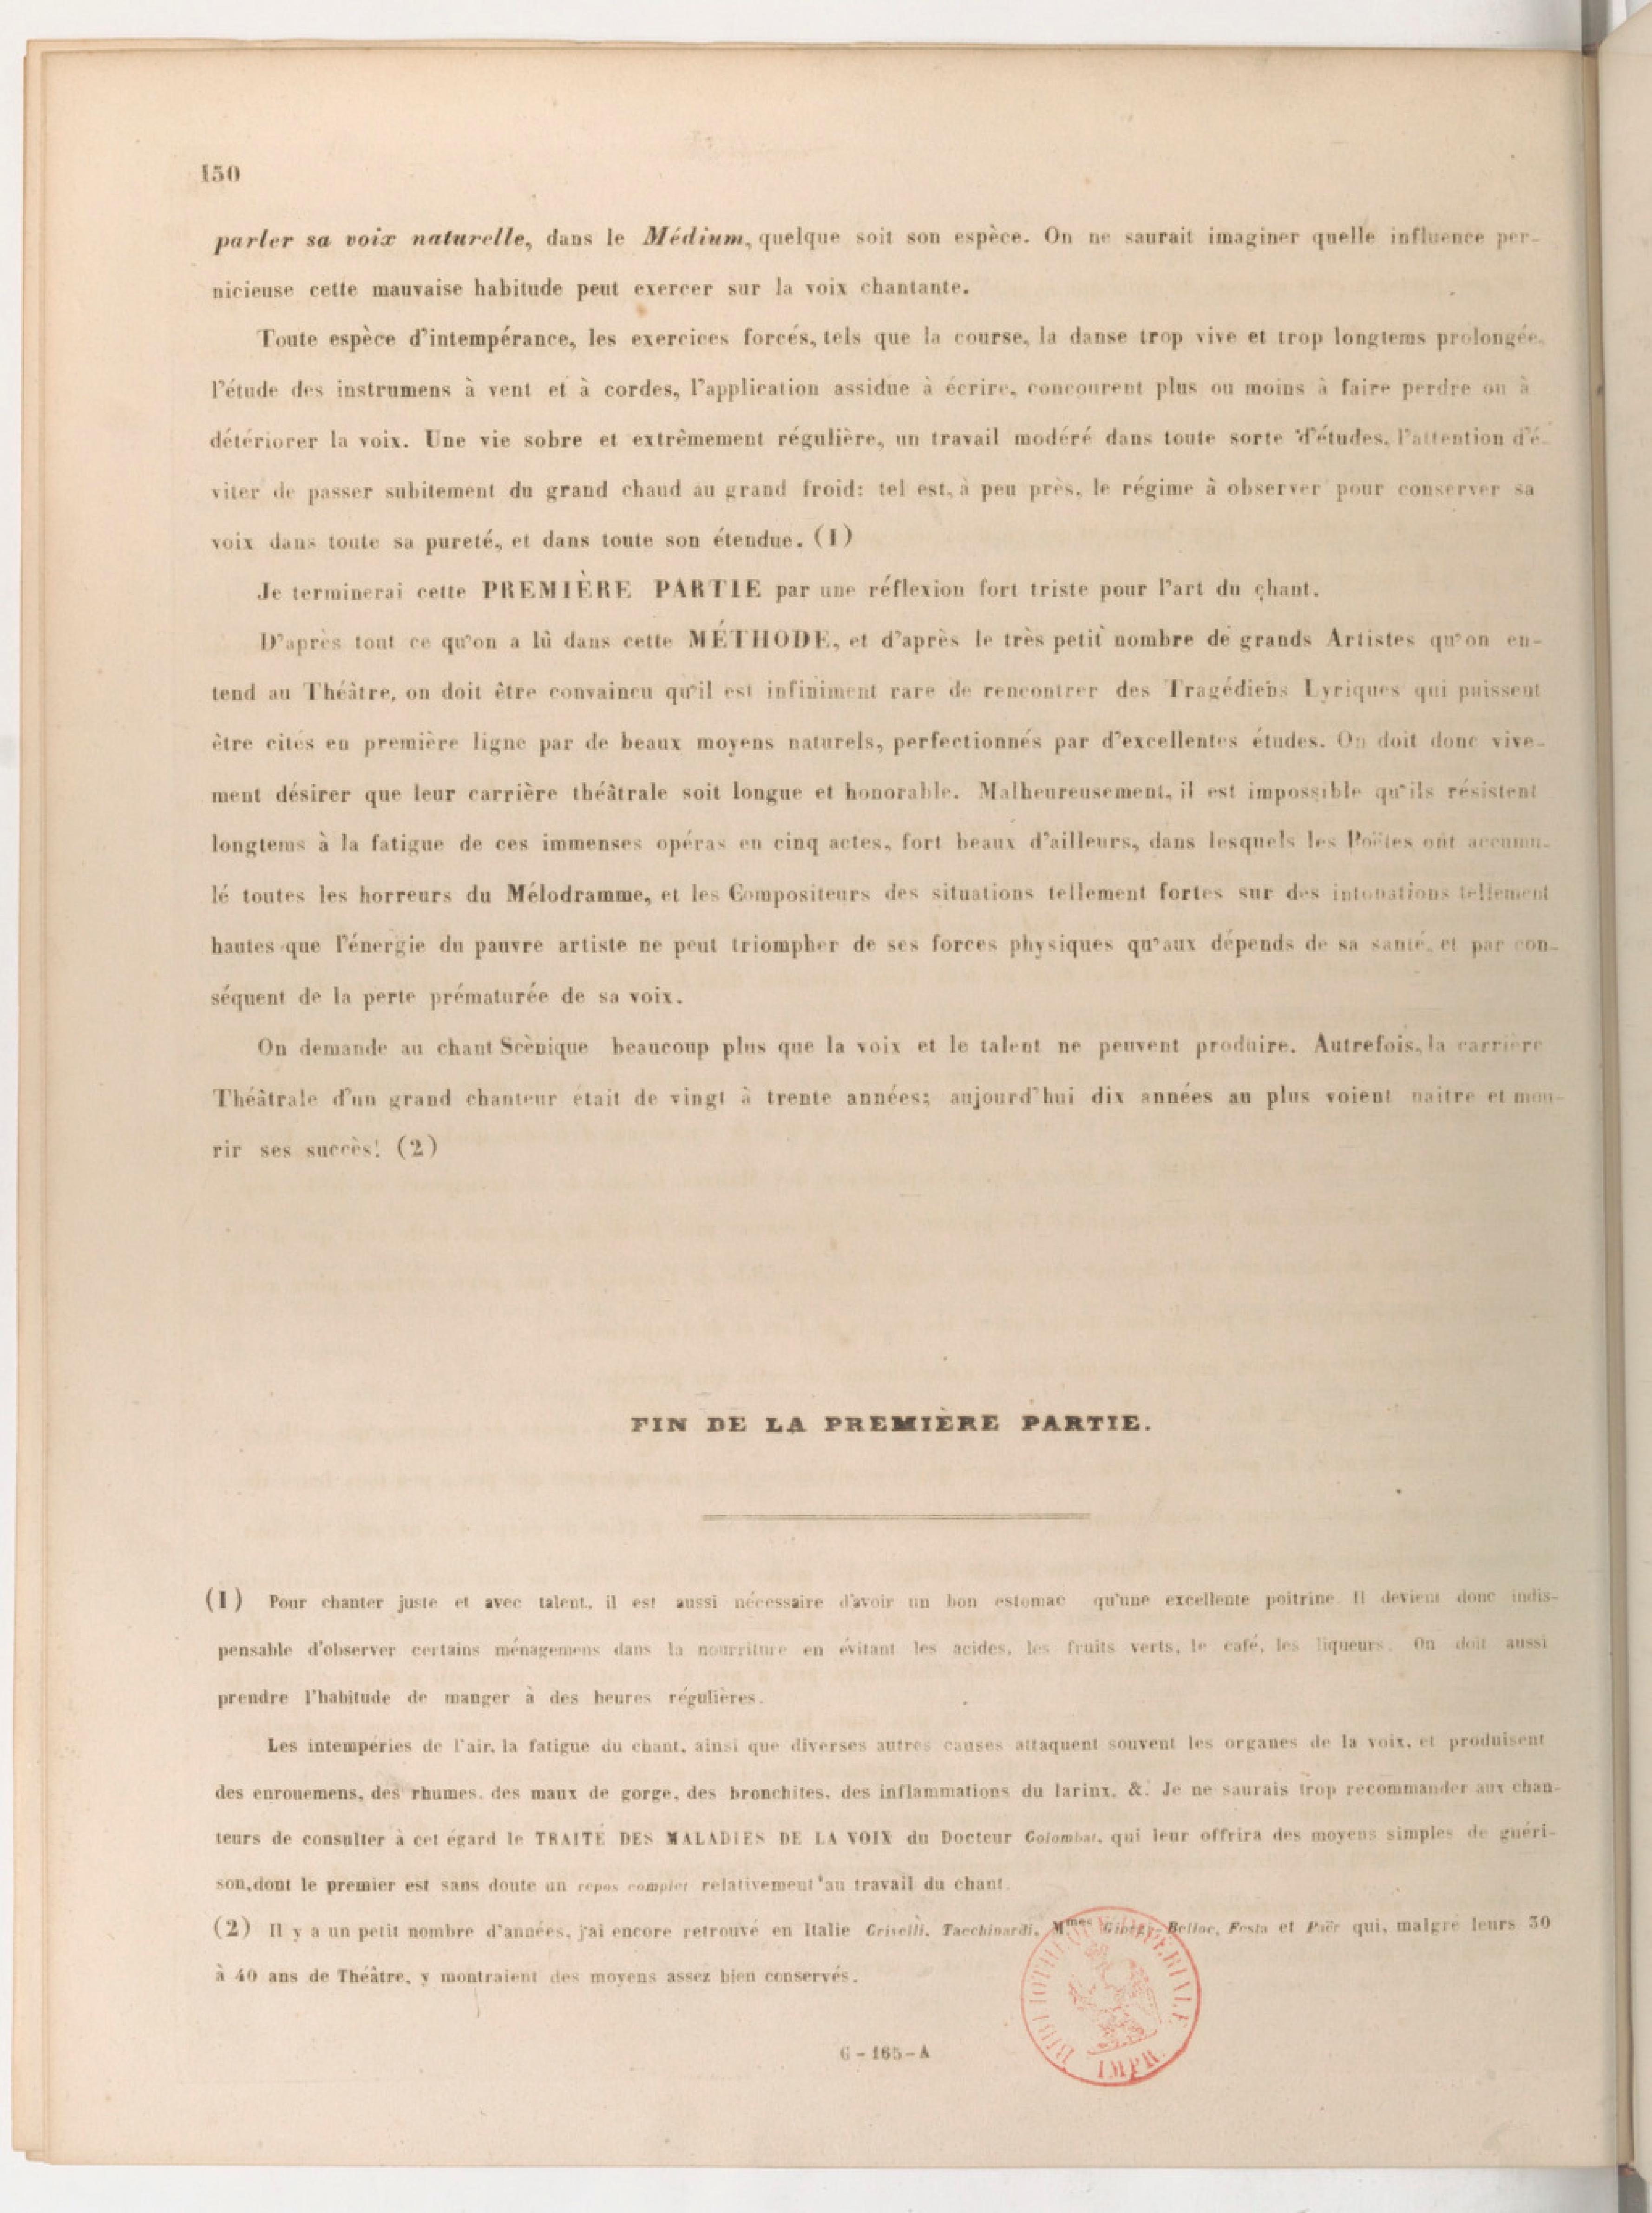 150
parler sa voix naturelle, dans le Médium, quelque soit son espèce. On ne saurait imaginer quelle influence per-
nicieuse cette mauvaise habitude peut exercer sur la voix chantante.
Toute espèce d'intempérance, les exercices forcés, tels que la course, la danse trop vive et trop longtems prolongée,
l'étude des instrumens à vent et à cordes, l'application assidue à écrire, concourent plus ou moins à faire perdre ou à
détériorer la voix. Une vie sobre et extrêmement régulière, un travail modéré dans toute sorte d'études, l'attention d'é-
viter de passer subitement du grand chaud au grand froid: tel est, à peu près, le régime à observer pour conserver sa
voix dans toute sa pureté, et dans toute son étendue. (1)
Je terminerai cette PREMIÈRE PARTIE par une réflexion fort triste pour l'art du chant.
D'après tout ce qu'on a lû dans cette MÉTHODE, et d'après le très petit nombre de grands Artistes qu'on en-
tend au Théâtre, on doit être convaincu qu'il est infiniment rare de rencontrer des Tragédiens Lyriques qui puissent
être cités en première ligne par de beaux moyens naturels, perfectionnés par d'excellentes études. On doit donc vive-
ment désirer que leur carrière théâtrale soit longue et honorable. Malheureusement, il est impossible qu'ils résistent
longtems à la fatigue de ces immenses opéras en cinq actes, fort beaux d'ailleurs, dans lesquels les Poëtes ont accumu-
lé toutes les horreurs du Mélodramme, et les Compositeurs des situations tellement fortes sur des intonations tellement
hautes que l'énergie du pauvre artiste ne peut triompher de ses forces physiques qu'aux dépends de sa santé, et par con-
séquent de la perte prématurée de sa voix.
On demande au chant Scènique beaucoup plus que la voix et le talent ne peuvent produire. Autrefois, la carrière
Théâtrale d'un grand chanteur était de vingt à trente années; aujourd'hui dix années au plus voient naitre et mou-
rir ses succès! (2)
FIN DE LA PREMIÈRE PARTIE.
(1) Pour chanter juste et avec talent, il est aussi nécessaire d'avoir un bon estomac qu'une excellente poitrine. Il devient donc indis-
pensable d'observer certains ménagemens dans la nourriture en évitant les acides, les fruits verts, le café, les liqueurs. On doit aussi
prendre l'habitude de manger à des heures régulières.
Les intempéries de l'air, la fatigue du chant, ainsi que diverses autres causes attaquent souvent les organes de la voix, et produisent
des enrouemens, des rhumes, des maux de gorge, des bronchites, des inflammations du larinx, &. Je ne saurais trop recommander aux chan-
teurs de consulter à cet égard le TRAITÉ DES MALADIES DE LA VOIX du Docteur Colombat, qui leur offrira des moyens simples de guéri-
son, dont le premier est sans doute un repos complet relativement au travail du chant.
(2) Il y a un petit nombre d'années, j'ai encore retrouvé en Italie Crivelli, Tacchinardi, Mmes Belloc, Festa et Paër qui, malgré leurs 30
à 40 ans de Théâtre, y montraient des moyens assez bien conservés.
BIBLIOTHÈQUE IMPÉRIALE
IMPR.
G-165-A